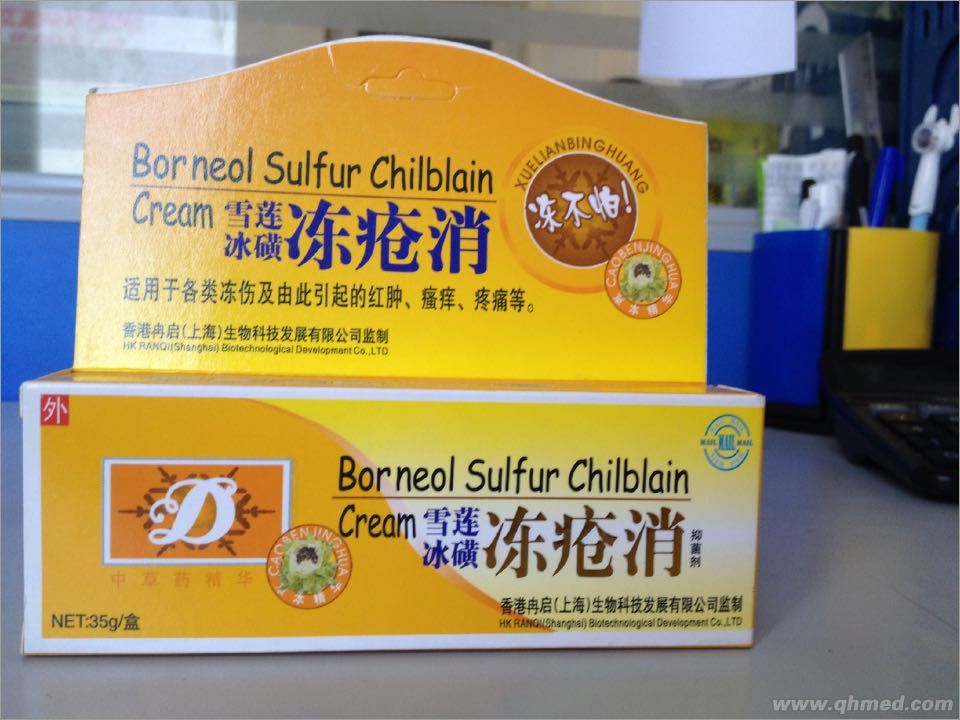 Borneol Sulfur Chilblain
Cream 雪莲冰磺 冻疮消
XUELIANBINGHUANG
冻不怕!
CAOBENJINGHUA
草本精华
适用于各类冻伤及由此引起的红肿、瘙痒、疼痛等。
香港冉启(上海)生物科技发展有限公司监制
HK RANQI(Shanghai) Biotechnological Development Co.,LTD
外
D
中草药精华
CAOBENJINGHUA
草本精华
NET:35g/盒
MAIL MAIL MAIL
Borneol Sulfur Chilblain
Cream 雪莲冰磺 冻疮消 抑菌剂
香港冉启(上海)生物科技发展有限公司监制
HK RANQI(Shanghai) Biotechnological Development Co.,LTD
www.qhmed.com